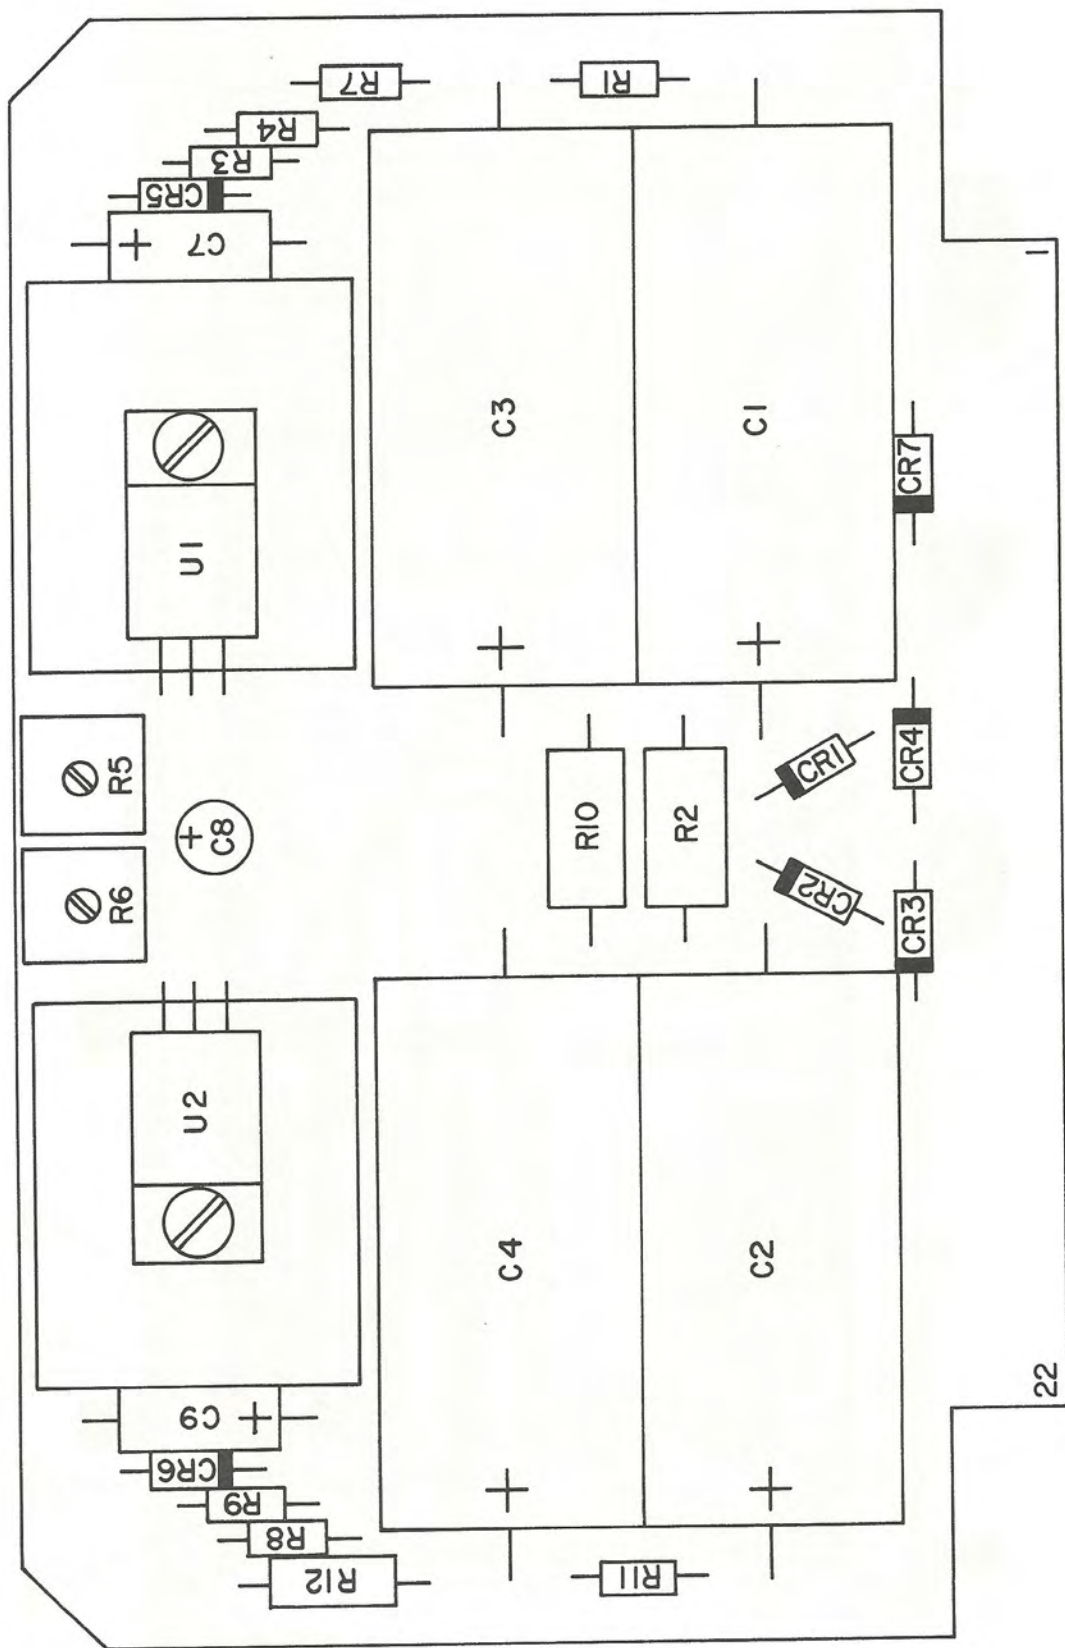 R7
R1
R4
R3
CR5
C7
1
C3
C1
CR7
U1
R5
C8
R10
R2
CR1
CR4
R6
CR2
CR3
U2
C4
C2
22
C9
CR6
R9
R8
R12
R11
+
+
+
+
+
+
+